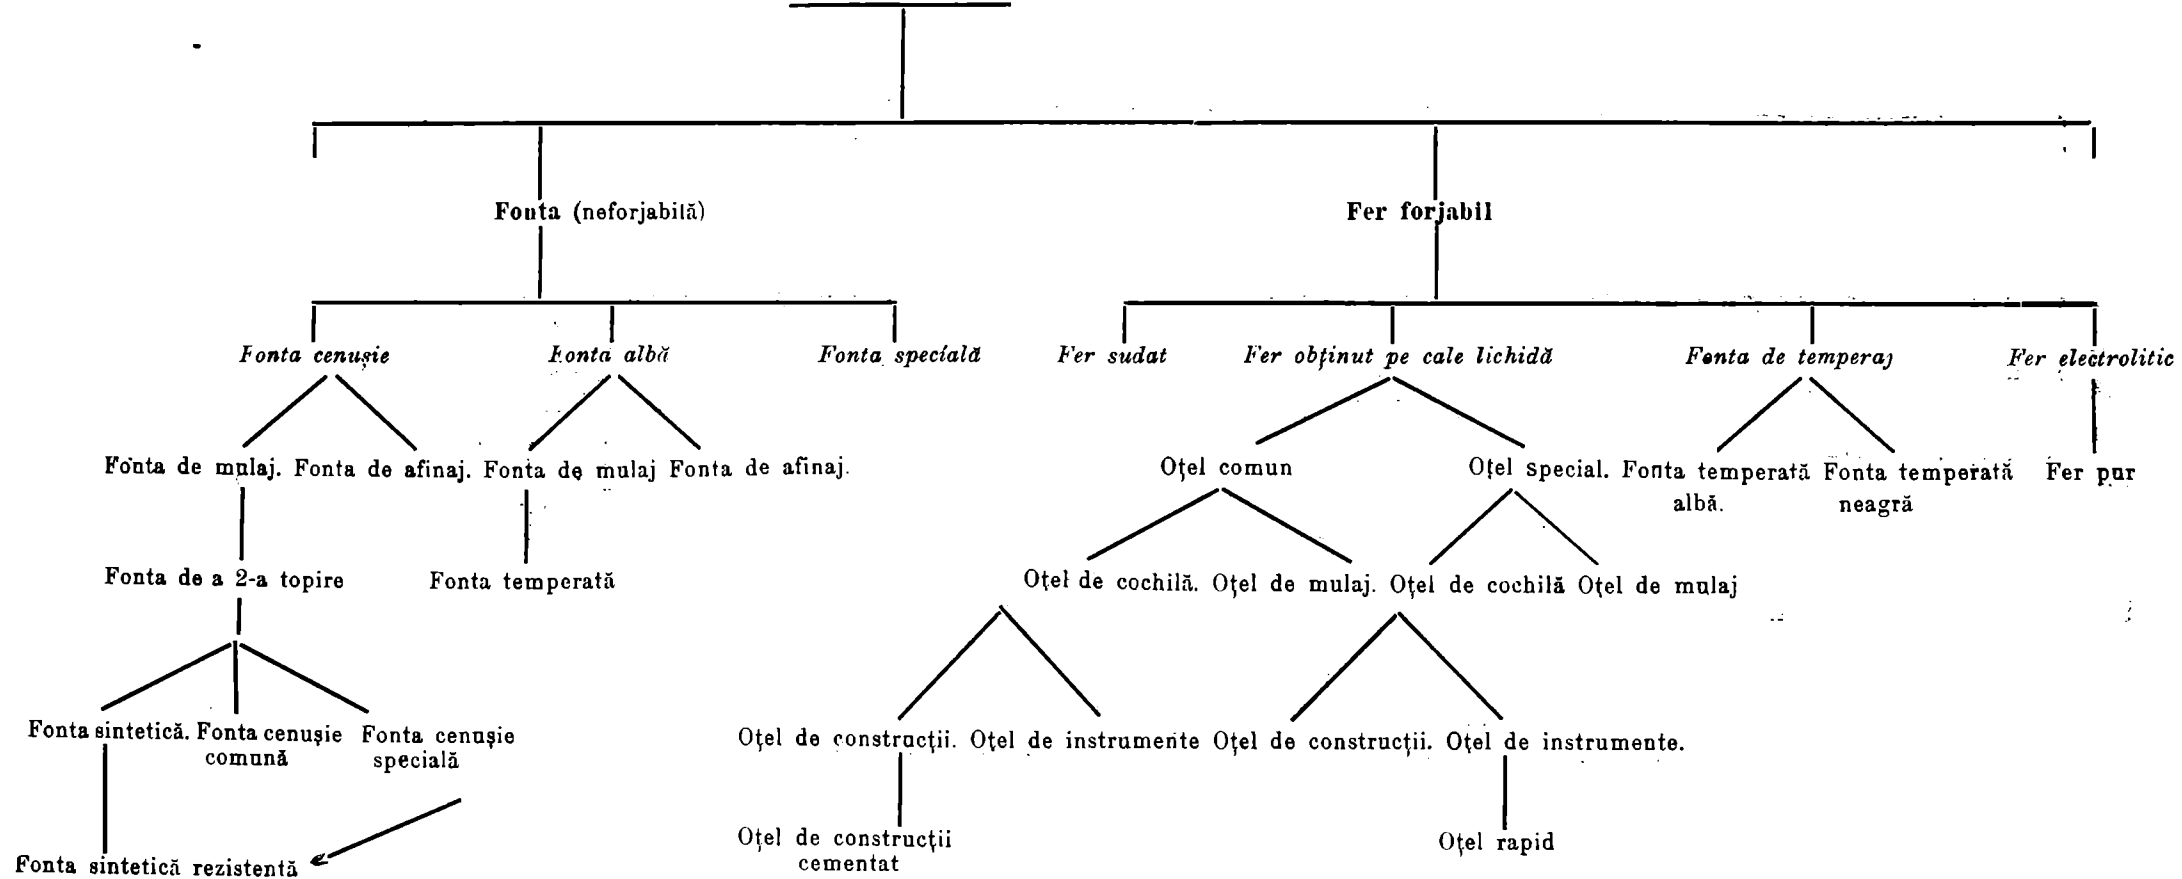 Fonta (neforjabilă)
Fer forjabil
Fonta cenușie
Fonta albă
Fonta specială
Fer sudat
Fer obținut pe cale lichidă
Fonta de temperaj
Fer electrolitic
Fonta de mulaj. Fonta de afinaj. Fonta de mulaj Fonta de afinaj.
Oțel comun
Oțel special. Fonta temperată albă.
Fonta temperată neagră
Fer pur
Fonta de a 2-a topire
Fonta temperată
Oțel de cochilă. Oțel de mulaj. Oțel de cochilă Oțel de mulaj
Fonta sintetică. Fonta cenușie comună
Fonta cenușie specială
Oțel de construcții. Oțel de instrumente Oțel de construcții. Oțel de instrumente.
Oțel de construcții
cementat
Oțel rapid
Fonta sintetică rezistentă